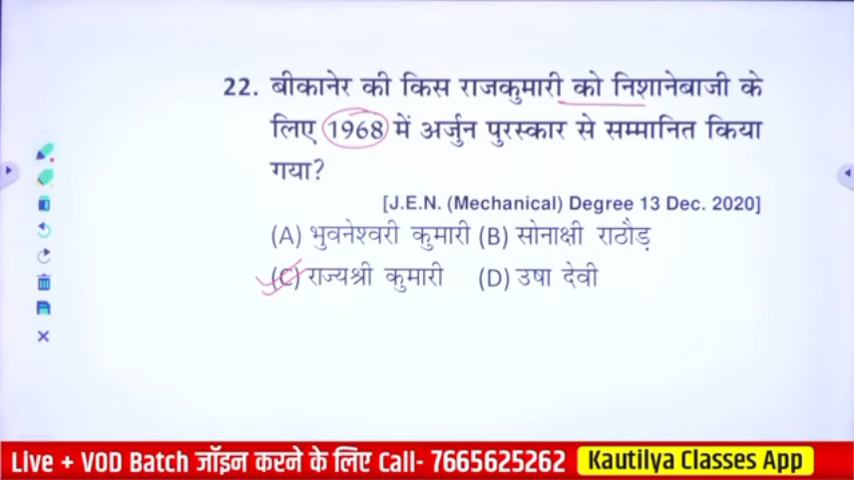 22. बीकानेर की किस राजकुमारी को निशानेबाजी के
लिए 1968 में अर्जुन पुरस्कार से सम्मानित किया
गया?
[J.E.N. (Mechanical) Degree 13 Dec. 2020]
(A) भुवनेश्वरी कुमारी (B) सोनाक्षी राठौड़
(C) राज्यश्री कुमारी (D) उषा देवी
Live + VOD Batch जॉइन करने के लिए Call- 7665625262 Kautilya Classes App